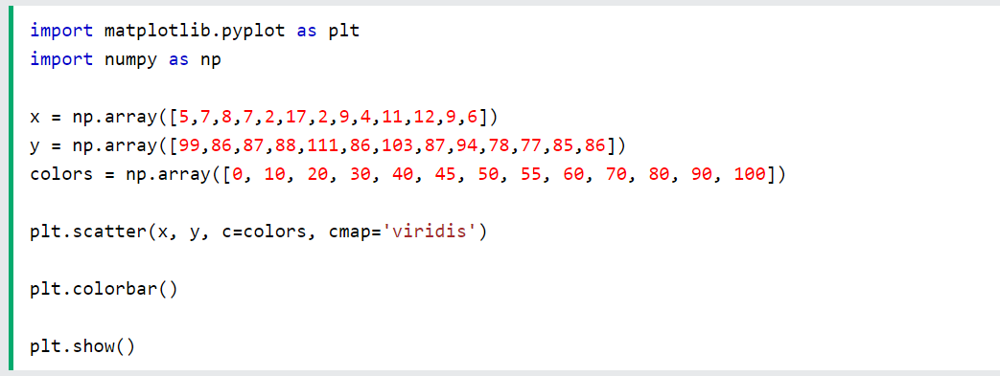 import matplotlib.pyplot as plt
import numpy as np
x = np.array([5,7,8,7,2,17,2,9,4,11,12,9,6])
y = np.array([99,86,87,88,111,86,103,87,94,78,77,85,86])
colors = np.array([0, 10, 20, 30, 40, 45, 50, 55, 60, 70, 80, 90, 100])
plt.scatter(x, y, c=colors, cmap='viridis')
plt.colorbar()
plt.show()